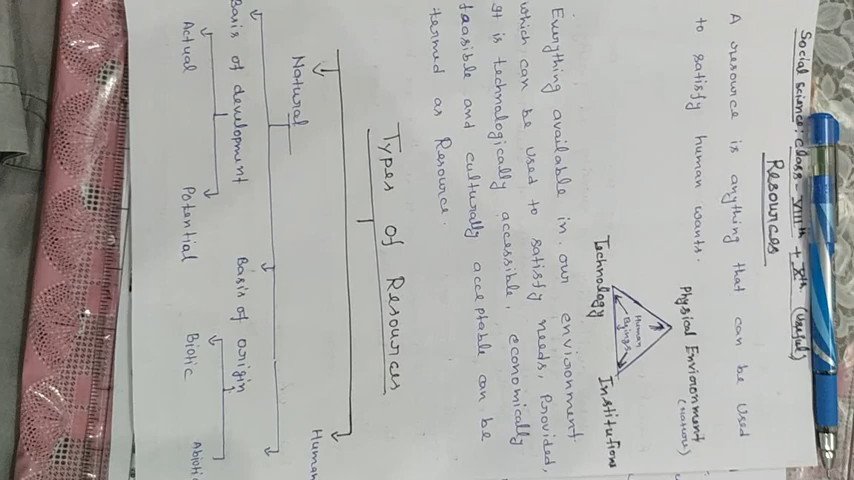 Social science: Class - VIIIth + Xth (Useful)
Resources
A resource is anything that can be Used
to satisfy human wants.
Physical Environment
(Nature)
Human
Beings
Technology Institutions
Everything available in our environment
which can be used to satisfy needs, Provided,
It is technalogically accessible, economically
feasible and culturally acceptable can be
termed as Resource.
Types of Resources
Natural Human
Basis of development Basis of origin
Actual Potential Biotic Abiotic